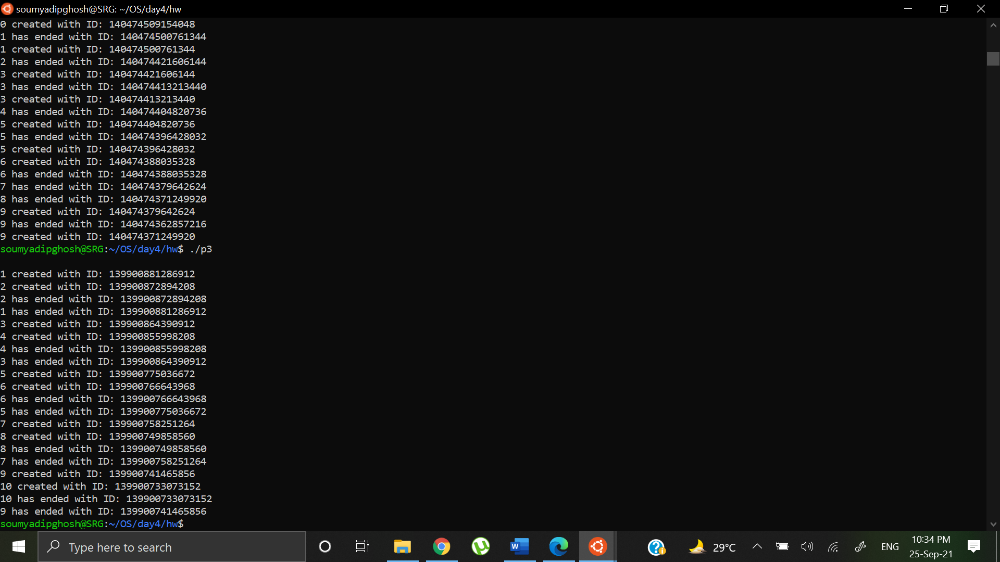 soumyadipghosh@SRG: ~/OS/day4/hw
0 created with ID: 140474509154048
1 has ended with ID: 140474500761344
1 created with ID: 140474500761344
2 has ended with ID: 140474421606144
3 created with ID: 140474421606144
3 has ended with ID: 140474413213440
3 created with ID: 140474413213440
4 has ended with ID: 140474404820736
5 created with ID: 140474404820736
5 has ended with ID: 140474396428032
5 created with ID: 140474396428032
6 created with ID: 140474388035328
6 has ended with ID: 140474388035328
7 has ended with ID: 140474379642624
8 has ended with ID: 140474371249920
9 created with ID: 140474379642624
9 has ended with ID: 140474362857216
9 created with ID: 140474371249920
soumyadipghosh@SRG:~/OS/day4/hw$ ./p3
1 created with ID: 139900881286912
2 created with ID: 139900872894208
2 has ended with ID: 139900872894208
1 has ended with ID: 139900881286912
3 created with ID: 139900864390912
4 created with ID: 139900855998208
4 has ended with ID: 139900855998208
3 has ended with ID: 139900864390912
5 created with ID: 139900775036672
6 created with ID: 139900766643968
6 has ended with ID: 139900766643968
5 has ended with ID: 139900775036672
7 created with ID: 139900758251264
8 created with ID: 139900749858560
8 has ended with ID: 139900749858560
7 has ended with ID: 139900758251264
9 created with ID: 139900741465856
10 created with ID: 139900733073152
10 has ended with ID: 139900733073152
9 has ended with ID: 139900741465856
soumyadipghosh@SRG:~/OS/day4/hw$
Type here to search
29°C
ENG
10:34 PM
25-Sep-21